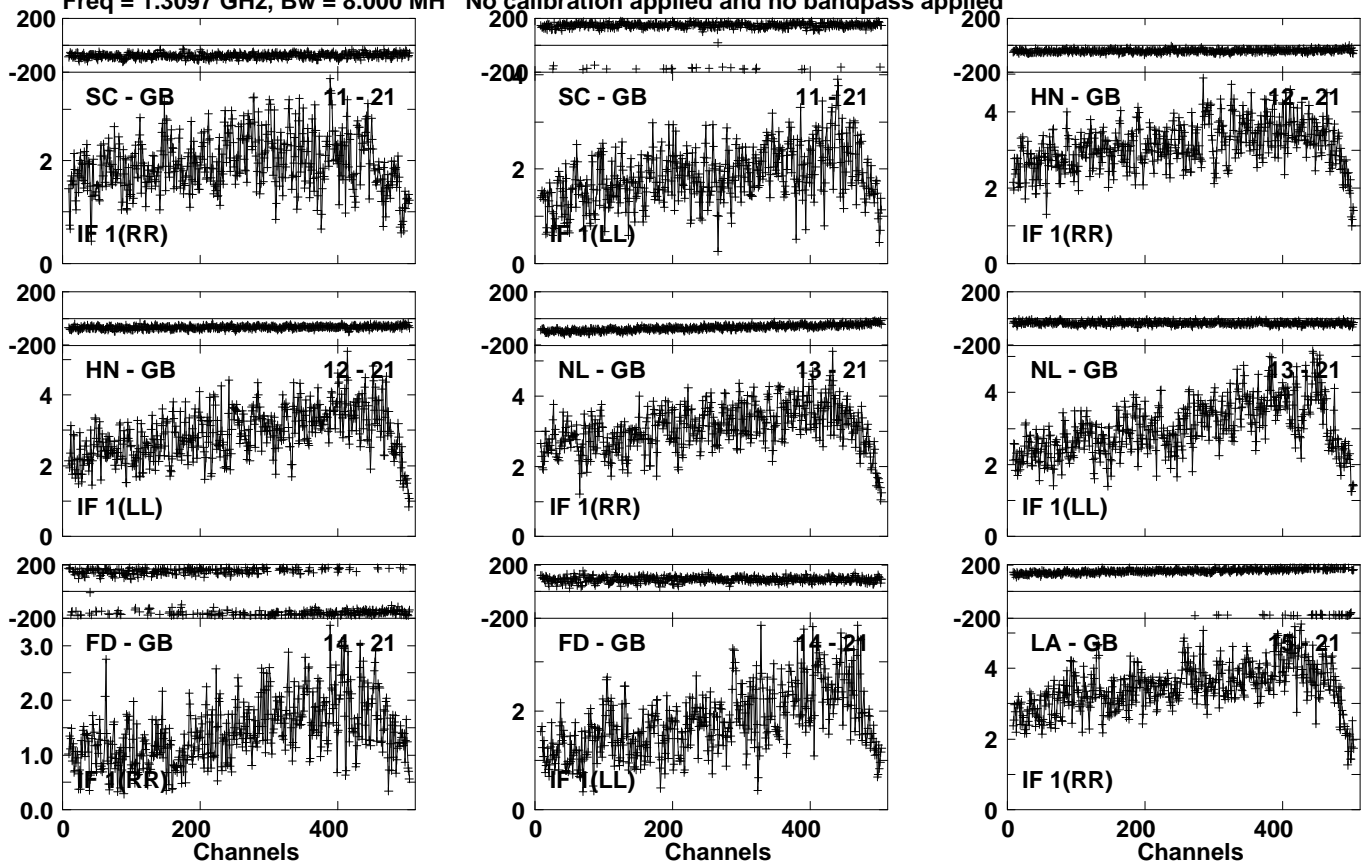 Freq = 1.3097 GHz, Bw = 8.000 MH No calibration applied and no bandpass applied
200 200 200
-200 -200 -200
SC - GB 11 - 21 4 SC - GB 11 - 21 HN - GB 12 - 21
4
2 2 2
IF 1(RR) IF 1(LL) IF 1(RR)
0 0 0
200 200 200
-200 -200 -200
HN - GB 12 - 21 NL - GB 13 - 21 NL - GB 13 - 21
4 4 4
2 2 2
IF 1(LL) IF 1(RR) IF 1(LL)
0 0 0
200 200 200
-200 -200 -200
3.0 FD - GB 14 - 21 FD - GB 14 - 21 LA - GB 15 - 21
4
2.0 2 2
1.0
IF 1(RR) IF 1(LL) IF 1(RR)
0.0 0 0
0 200 400 0 200 400 0 200 400
Channels Channels Channels